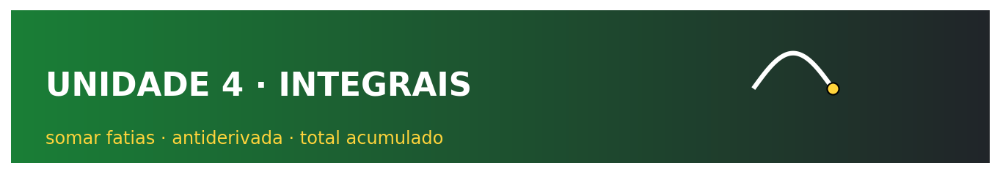 UNIDADE 4 · INTEGRAIS
somar fatias · antiderivada · total acumulado